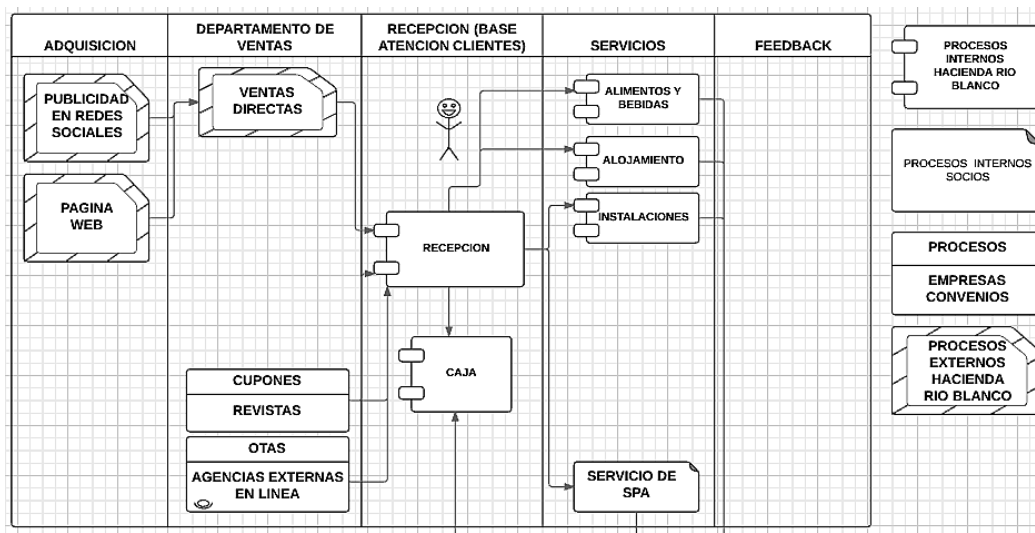 ADQUISICION
DEPARTAMENTO DE
VENTAS
RECEPCION (BASE
ATENCION CLIENTES)
SERVICIOS
FEEDBACK
PUBLICIDAD
EN REDES
SOCIALES
PAGINA
WEB
VENTAS
DIRECTAS
CUPONES
REVISTAS
OTAS
AGENCIAS EXTERNAS
EN LINEA
RECEPCION
CAJA
ALIMENTOS Y
BEBIDAS
ALOJAMIENTO
INSTALACIONES
SERVICIO DE
SPA
PROCESOS
INTERNOS
HACIENDA RIO
BLANCO
PROCESOS INTERNOS
SOCIOS
PROCESOS
EMPRESAS
CONVENIOS
PROCESOS
EXTERNOS
HACIENDA
RIO BLANCO